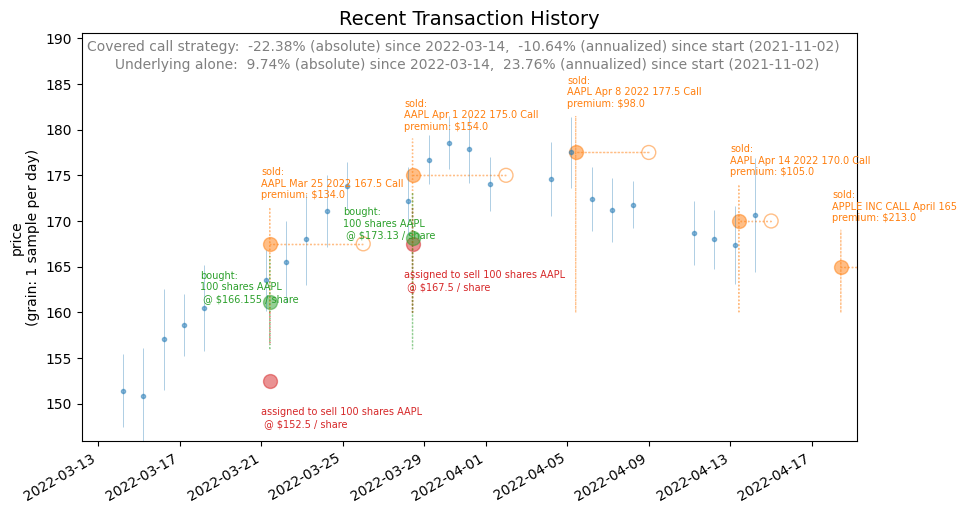 Recent Transaction History
Covered call strategy:  -22.38% (absolute) since 2022-03-14,  -10.64% (annualized) since start (2021-11-02)
Underlying alone:  9.74% (absolute) since 2022-03-14,  23.76% (annualized) since start (2021-11-02)
price
(grain: 1 sample per day)
190
185
180
175
170
165
160
155
150
sold:
AAPL Mar 25 2022 167.5 Call
premium: $134.0
bought:
100 shares AAPL
@ $166.155 / share
assigned to sell 100 shares AAPL
@ $152.5 / share
sold:
AAPL Apr 1 2022 175.0 Call
premium: $154.0
bought:
100 shares AAPL
@ $173.13 / share
assigned to sell 100 shares AAPL
@ $167.5 / share
sold:
AAPL Apr 8 2022 177.5 Call
premium: $98.0
sold:
AAPL Apr 14 2022 170.0 Call
premium: $105.0
sold:
APPLE INC CALL April 165
premium: $213.0
2022-03-13
2022-03-17
2022-03-21
2022-03-25
2022-03-29
2022-04-01
2022-04-05
2022-04-09
2022-04-13
2022-04-17